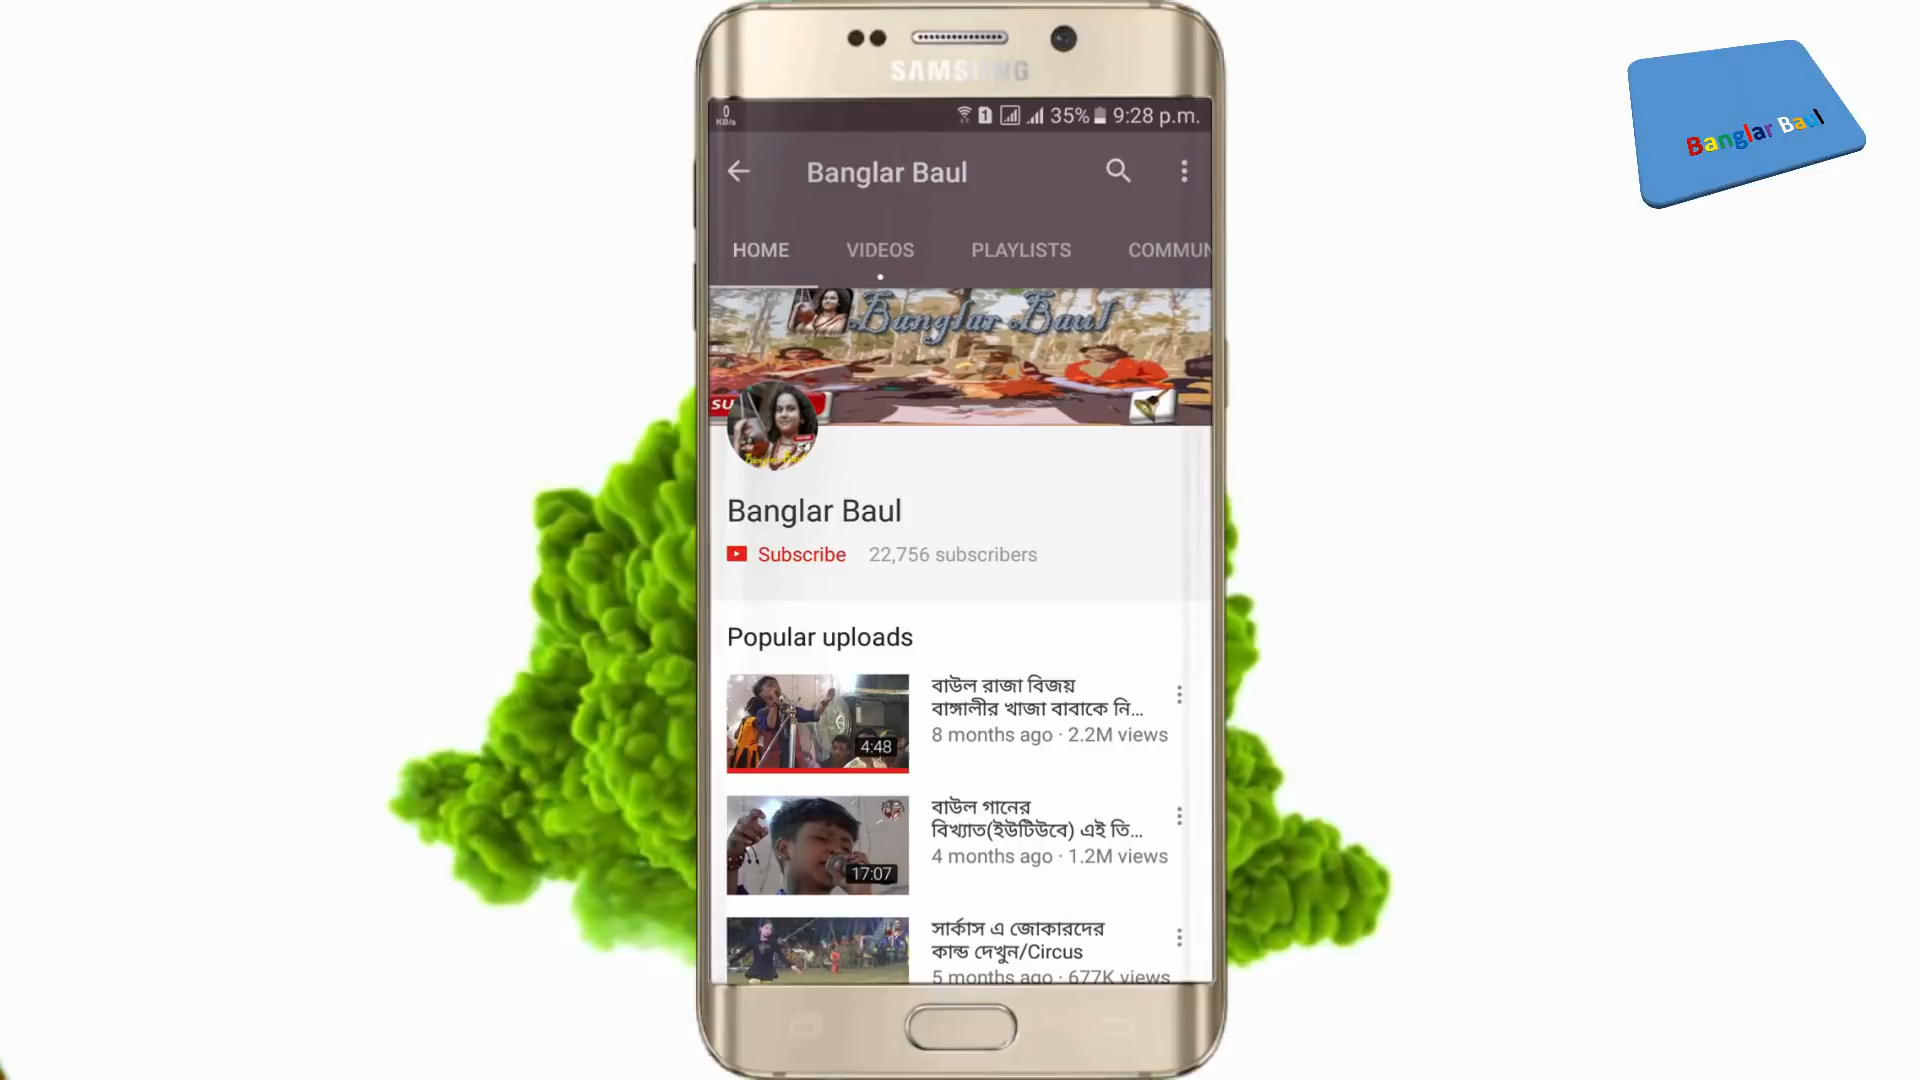 SAMSUNG
0
KB/s
1
35%
9:28 p.m.
Banglar Baul
HOME
VIDEOS
PLAYLISTS
COMMUN
Banglar Baul
SU
Banglar Baul
Subscribe
22,756 subscribers
Popular uploads
বাউল রাজা বিজয়
বাঙ্গালীর খাজা বাবাকে নি...
8 months ago · 2.2M views
4:48
বাউল গানের
বিখ্যাত(ইউটিউবে) এই তি...
4 months ago · 1.2M views
17:07
সার্কাস এ জোকারদের
কান্ড দেখুন/Circus
5 months ago · 677K views
Banglar Baul